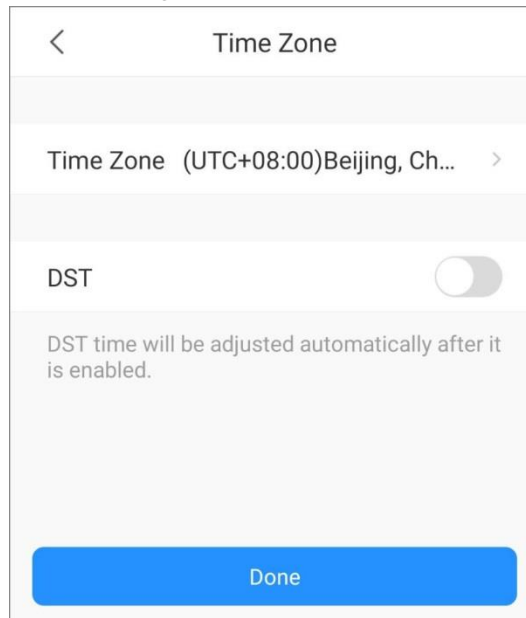 Time Zone
Time Zone (UTC+08:00)Beijing, Ch...
DST
DST time will be adjusted automatically after it
is enabled.
Done